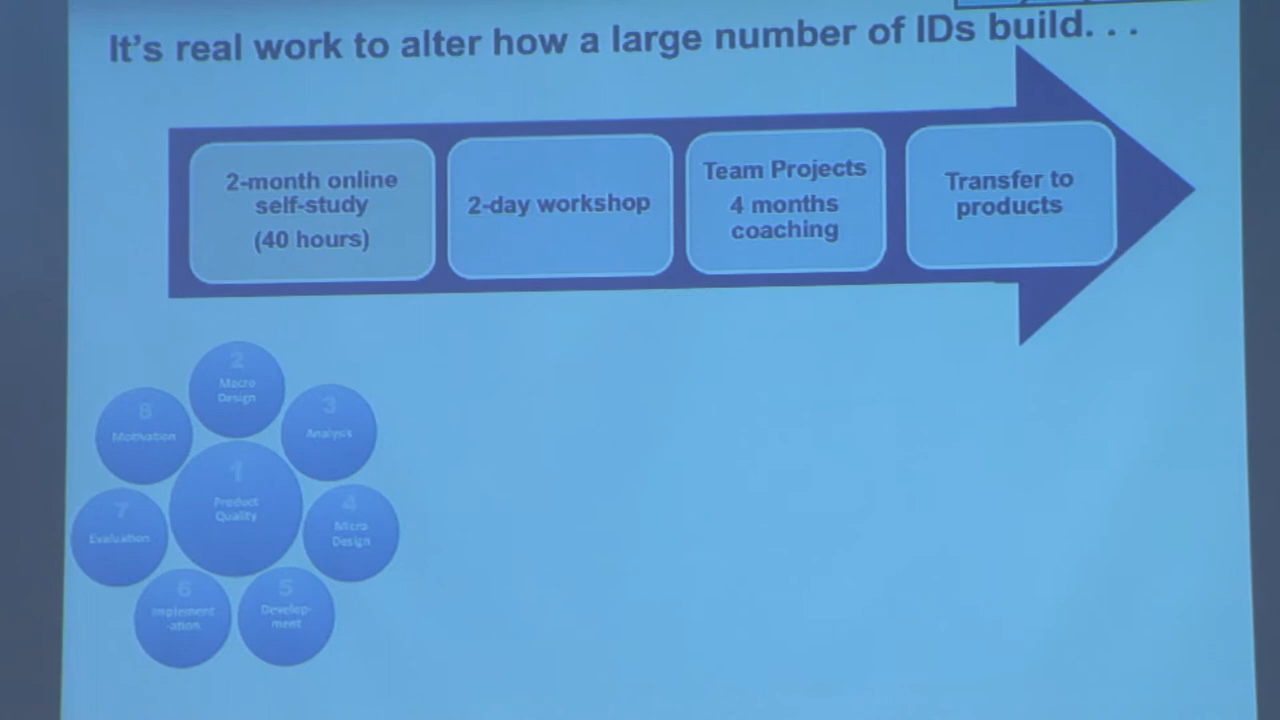 It's real work to alter how a large number of IDs build. . .
2-month online
self-study
(40 hours)
2-day workshop
Team Projects
4 months
coaching
Transfer to
products
2
Macro
Design
3
Analysis
8
Motivation
1
Product
Quality
4
Micro
Design
7
Evaluation
6
Implement
-ation
5
Develop-
ment